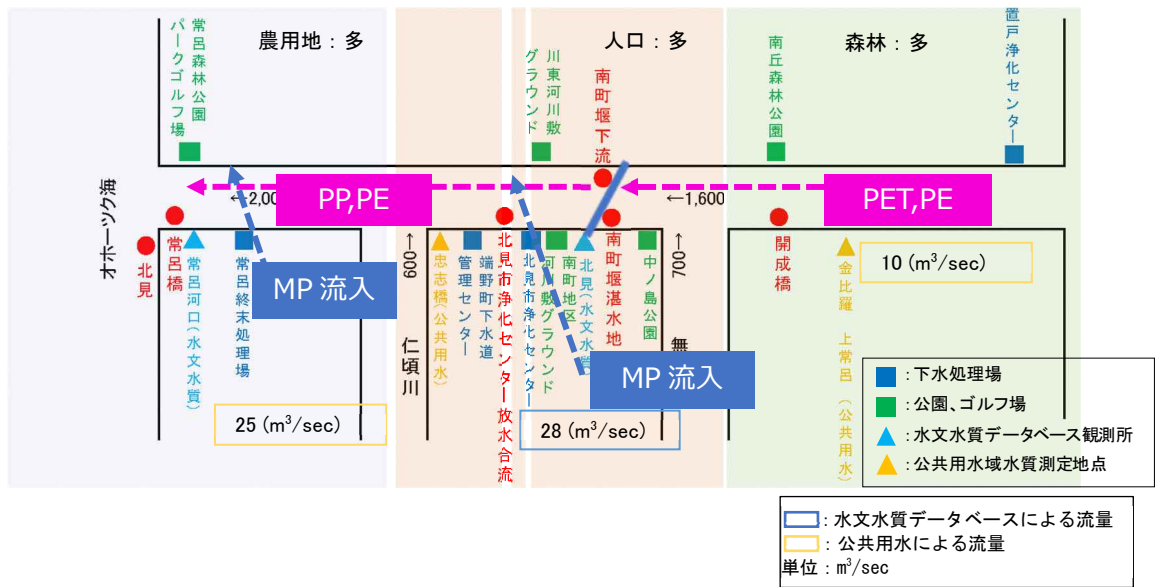 農用地：多
人口：多
森林：多
常呂森林公園
パークゴルフ場
川東河川敷
グラウンド
南町堰下流
南丘森林公園
置戸浄化センター
オホーツク海
←2,00
PP,PE
←1,600
PET,PE
北見
常呂橋
常呂河口(水文水質)
常呂終末処理場
MP 流入
25 (m³/sec)
600→
仁頃川
忠志橋(公共用水)
端野町下水道
管理センター
北見市浄化センター放水合流
北見市浄化センター
南町地区
河川敷グラウンド
北見(水文水質)
南町堰湛水地
中ノ島公園
700→
無
MP 流入
28 (m³/sec)
開成橋
金比羅 上常呂（公共用水）
10 (m³/sec)
：下水処理場
：公園、ゴルフ場
：水文水質データベース観測所
：公共用水域水質測定地点
：水文水質データベースによる流量
：公共用水による流量
単位：m³/sec